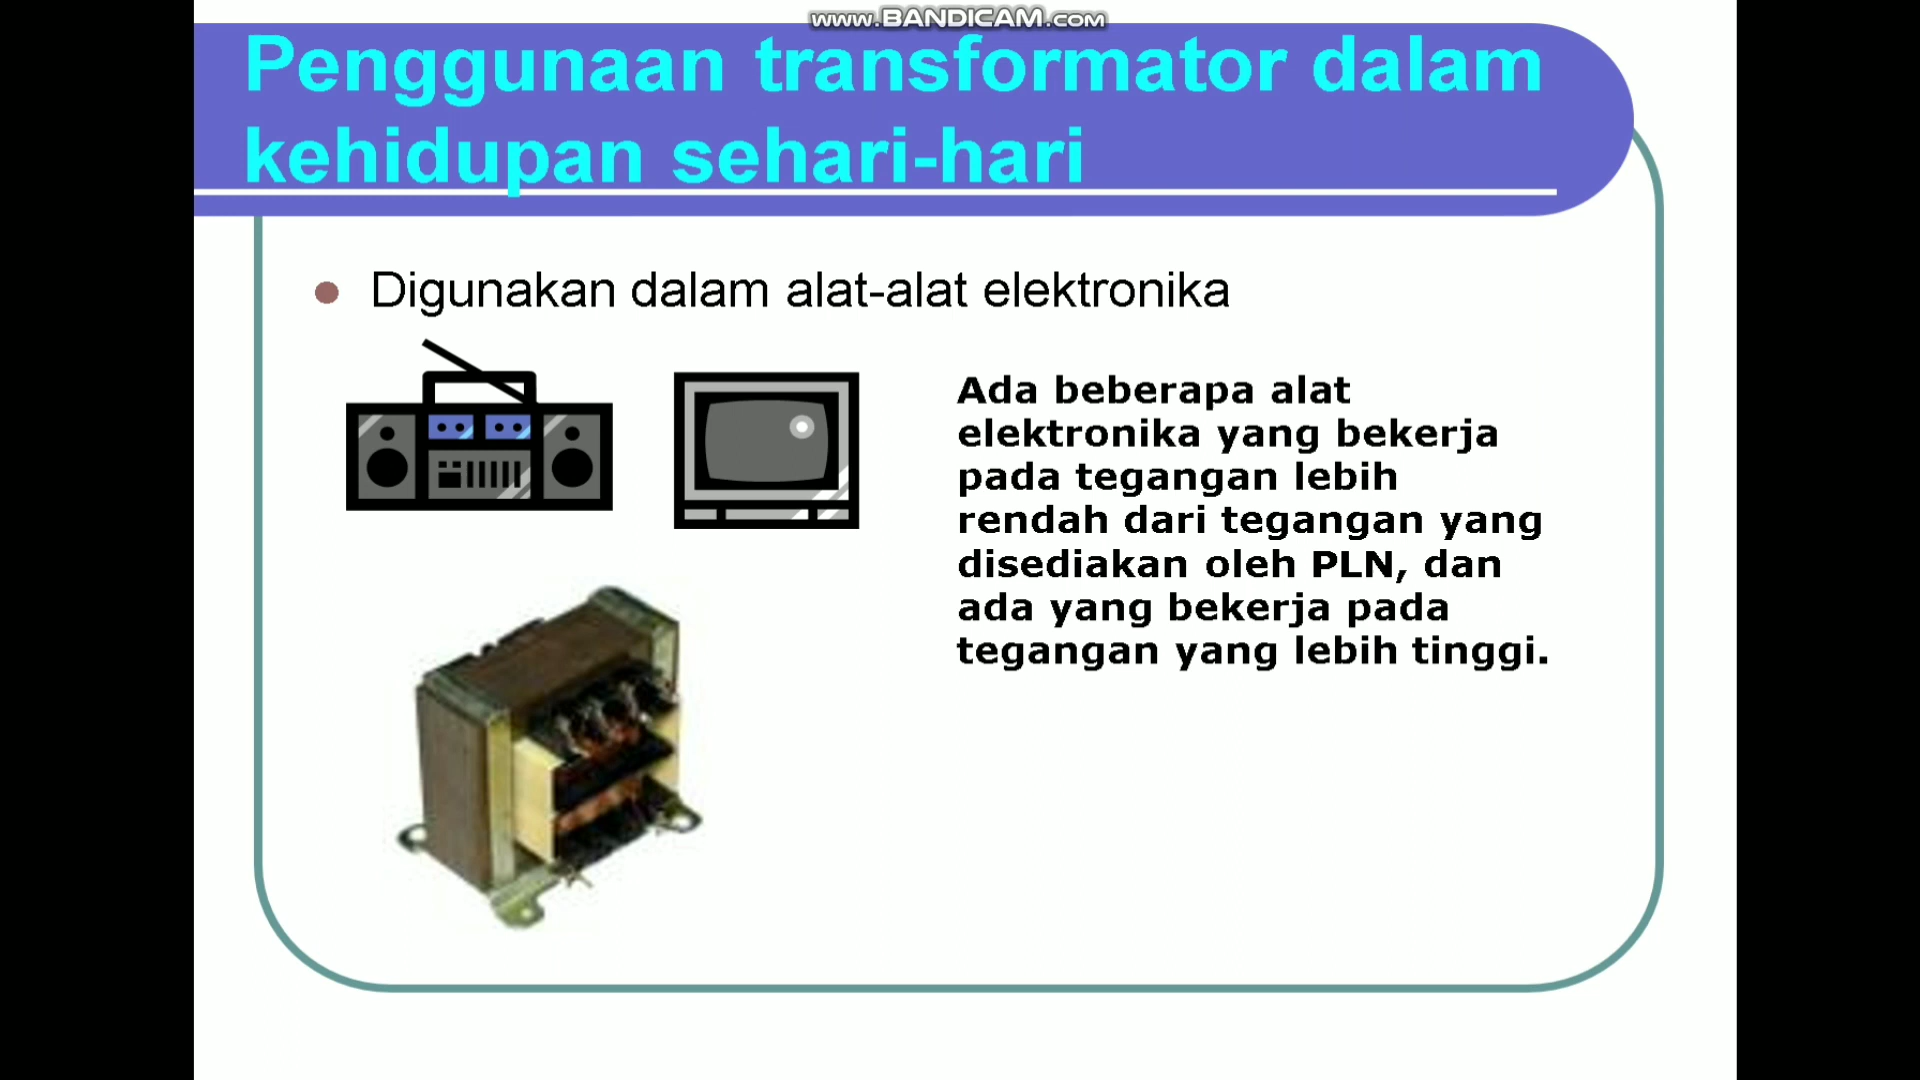 www.BANDICAM.com
Penggunaan transformator dalam
kehidupan sehari-hari
Digunakan dalam alat-alat elektronika
Ada beberapa alat
elektronika yang bekerja
pada tegangan lebih
rendah dari tegangan yang
disediakan oleh PLN, dan
ada yang bekerja pada
tegangan yang lebih tinggi.